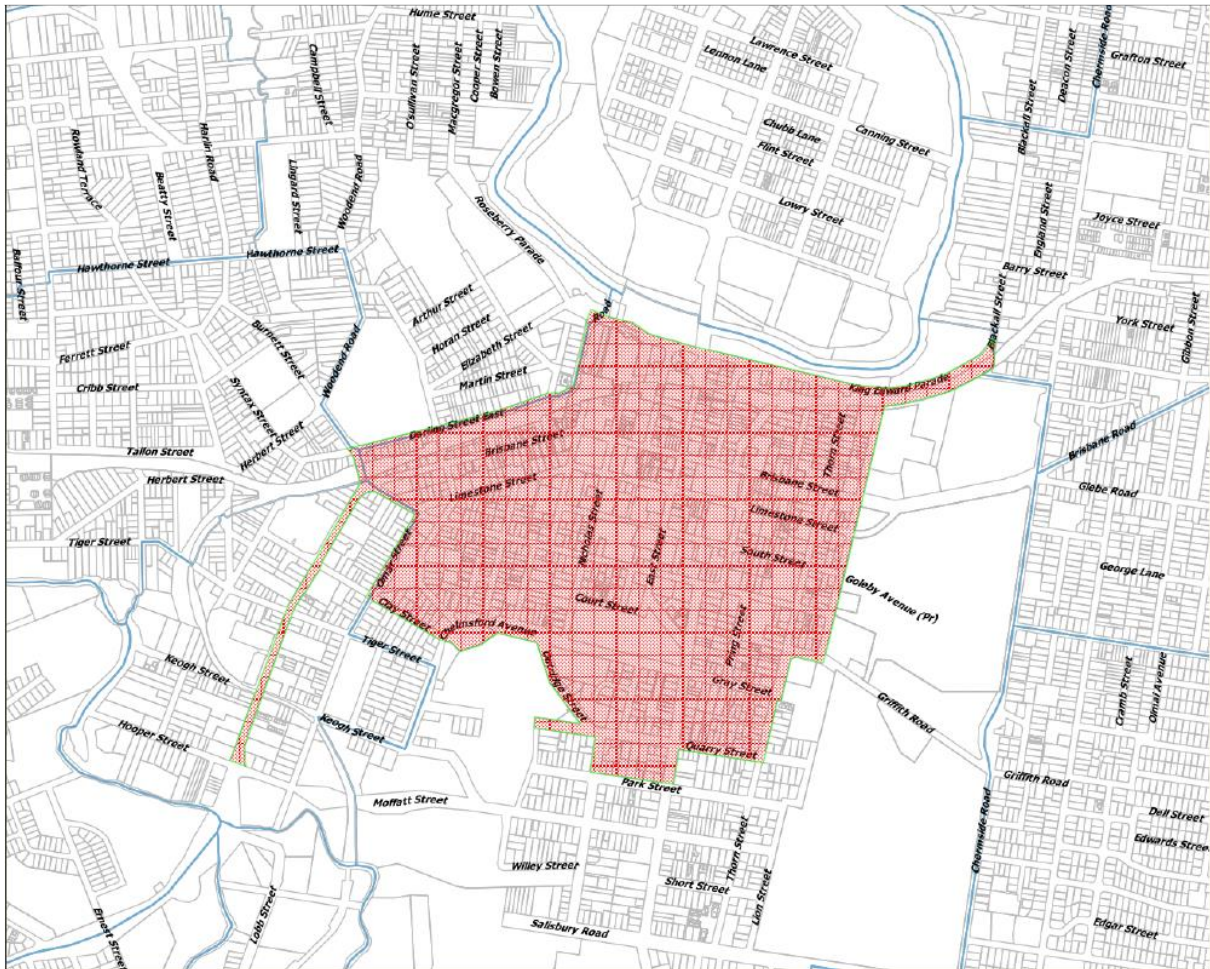 Hume Street
Lawrence Street
Lennon Lane
Chermside Road
Deacon Street
Grafton Street
Campbell Street
O'sullivan Street
Macgregor Street
Cooper Street
Bowen Street
Blackall Street
Rowland Terrace
Harlin Road
Beatty Street
Lingard Street
Woodend Road
Chubb Lane
Flint Street
Canning Street
Lowry Street
England Street
Joyce Street
Roseberry Parade
Balfour Street
Hawthorne Street
Hawthorne Street
Barry Street
Arthur Street
Horan Street
Elizabeth Street
Martin Street
Road
Blackall Street
York Street
Gibbon Street
Burnett Street
Ferrett Street
Woodend Road
Cribb Street
Syntax Street
King Edward Parade
Herbert Street
Darling Street East
Brisbane Street
Thorn Street
Brisbane Road
Tallon Street
Herbert Street
Limestone Street
Brisbane Street
Limestone Street
Glebe Road
Tiger Street
Nicholas Street
East Street
South Street
George Lane
Goleby Avenue (Pr)
Clay Street
Court Street
Chelmsford Avenue
Tiger Street
Pring Street
Keogh Street
Gray Street
Cramb Street
Olmai Avenue
Griffith Road
Hooper Street
Keogh Street
Quarry Street
Park Street
Griffith Road
Moffatt Street
Chermside Road
Dell Street
Edwards Street
Willey Street
Thorn Street
Short Street
Lion Street
Ernest Street
Lobb Street
Salisbury Road
Edgar Street